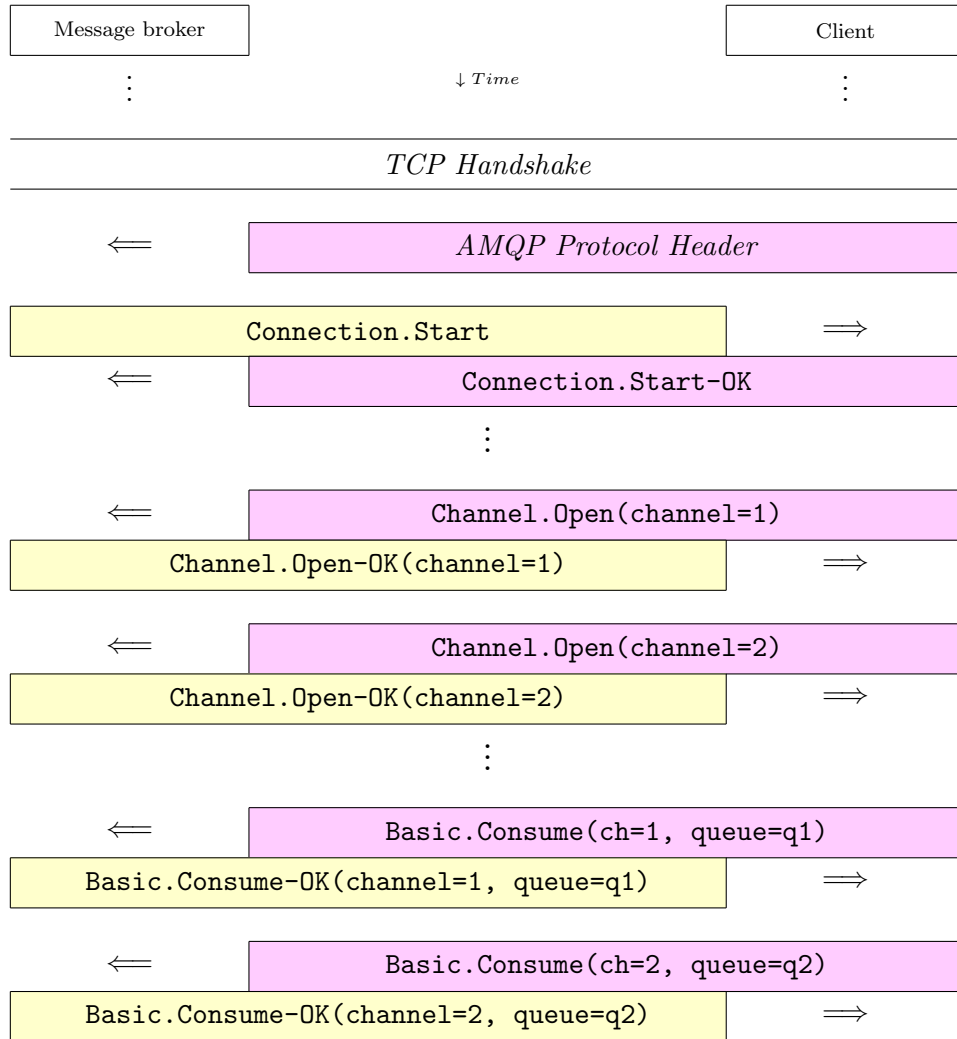 Message broker
Client
⋮
↓ Time
⋮
TCP Handshake
⇐=
AMQP Protocol Header
Connection.Start
=⇒
⇐=
Connection.Start-OK
⋮
⇐=
Channel.Open(channel=1)
Channel.Open-OK(channel=1)
=⇒
⇐=
Channel.Open(channel=2)
Channel.Open-OK(channel=2)
=⇒
⋮
⇐=
Basic.Consume(ch=1, queue=q1)
Basic.Consume-OK(channel=1, queue=q1)
=⇒
⇐=
Basic.Consume(ch=2, queue=q2)
Basic.Consume-OK(channel=2, queue=q2)
=⇒